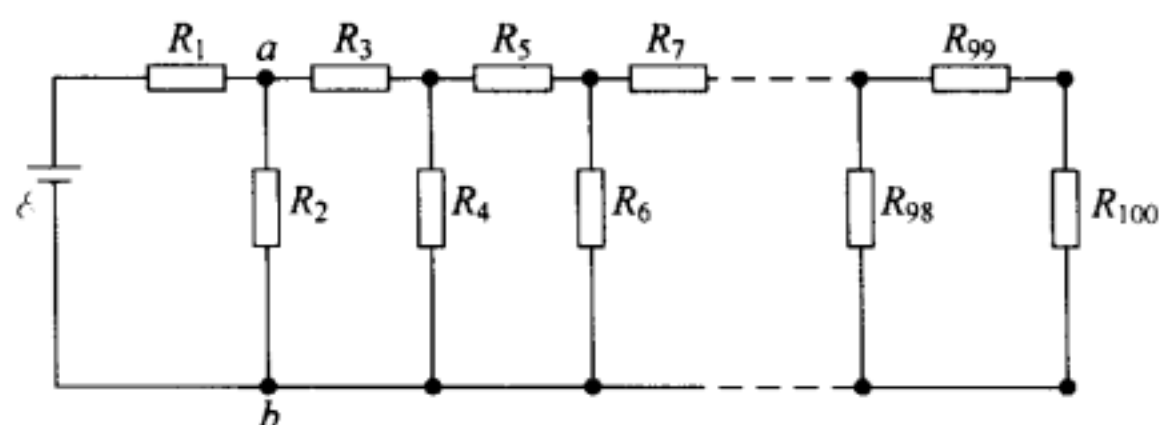 R₁ a R₃ R₅ R₇ R₉₉
ℰ R₂ R₄ R₆ R₉₈ R₁₀₀
b